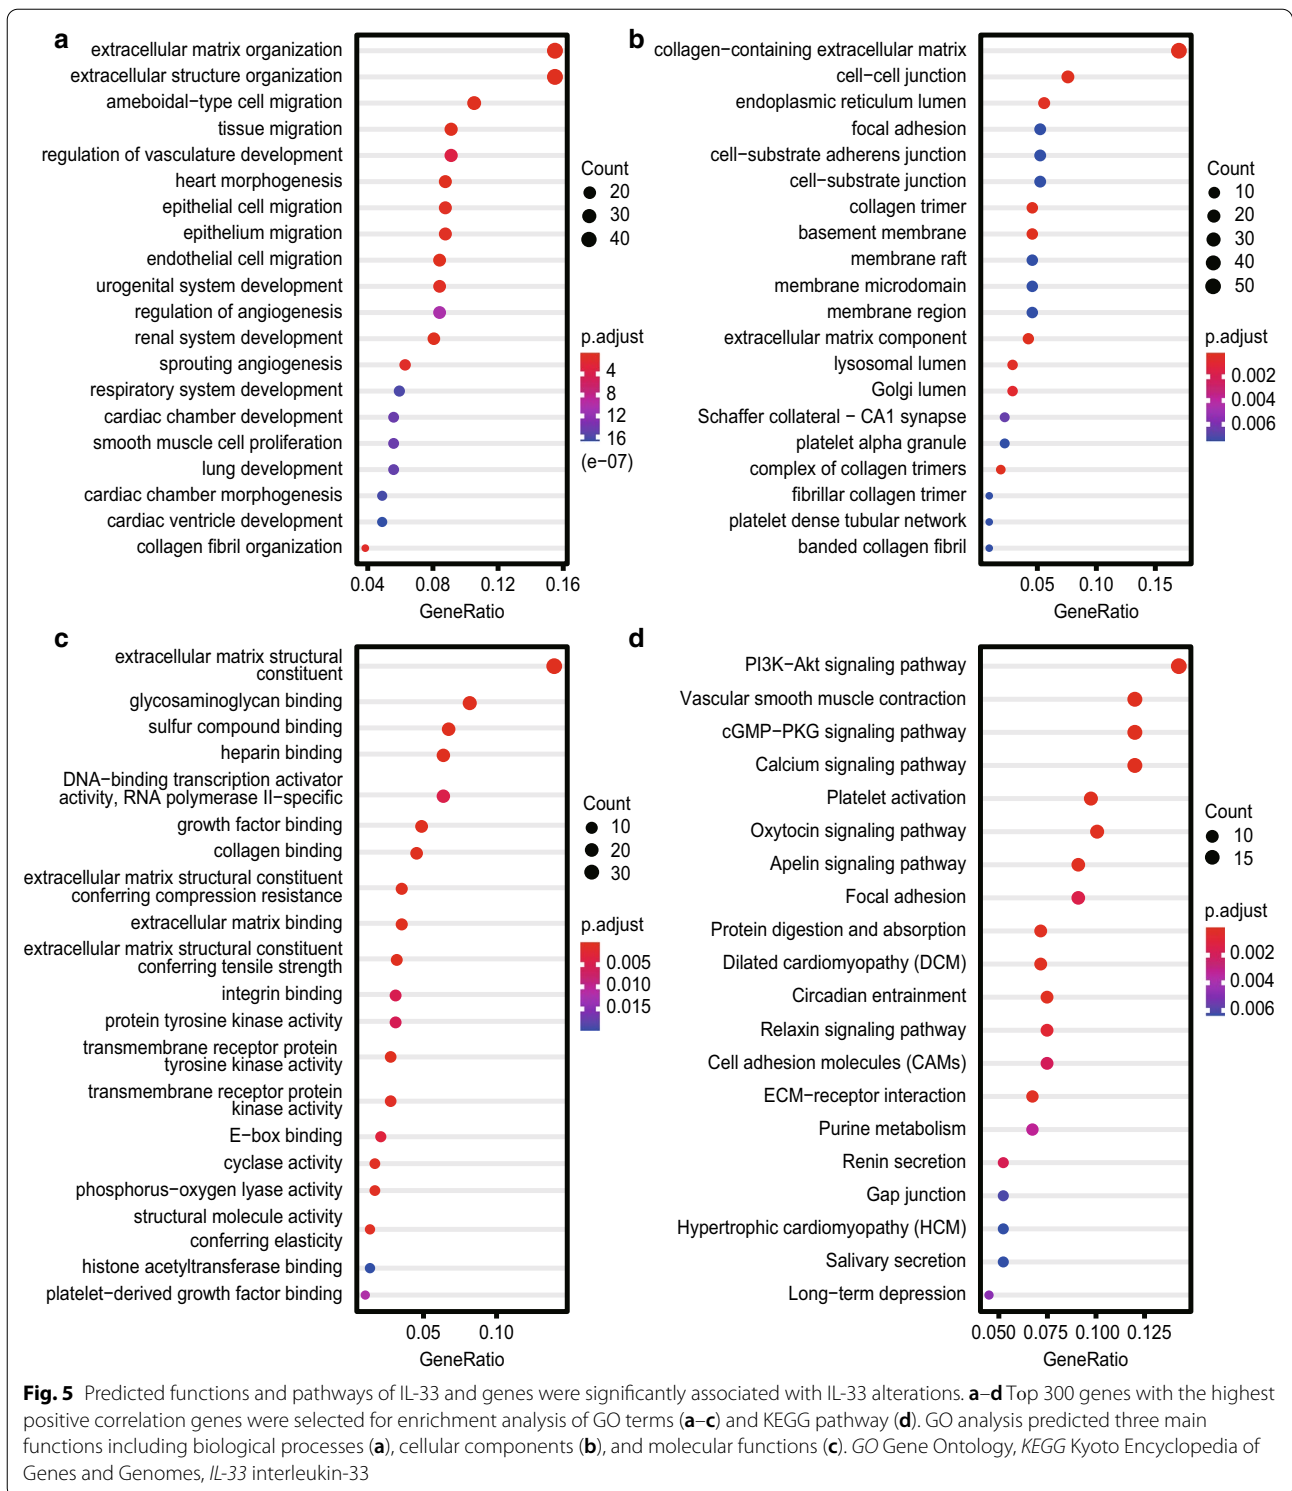 a
extracellular matrix organization
extracellular structure organization
ameboidal−type cell migration
tissue migration
regulation of vasculature development
heart morphogenesis
epithelial cell migration
epithelium migration
endothelial cell migration
urogenital system development
regulation of angiogenesis
renal system development
sprouting angiogenesis
respiratory system development
cardiac chamber development
smooth muscle cell proliferation
lung development
cardiac chamber morphogenesis
cardiac ventricle development
collagen fibril organization
0.04 0.08 0.12 0.16
GeneRatio
Count
20
30
40
p.adjust
4
8
12
16
(e−07)
b
collagen−containing extracellular matrix
cell−cell junction
endoplasmic reticulum lumen
focal adhesion
cell−substrate adherens junction
cell−substrate junction
collagen trimer
basement membrane
membrane raft
membrane microdomain
membrane region
extracellular matrix component
lysosomal lumen
Golgi lumen
Schaffer collateral − CA1 synapse
platelet alpha granule
complex of collagen trimers
fibrillar collagen trimer
platelet dense tubular network
banded collagen fibril
0.05 0.10 0.15
GeneRatio
Count
10
20
30
40
50
p.adjust
0.002
0.004
0.006
c
extracellular matrix structural
constituent
glycosaminoglycan binding
sulfur compound binding
heparin binding
DNA−binding transcription activator
activity, RNA polymerase II−specific
growth factor binding
collagen binding
extracellular matrix structural constituent
conferring compression resistance
extracellular matrix binding
extracellular matrix structural constituent
conferring tensile strength
integrin binding
protein tyrosine kinase activity
transmembrane receptor protein
tyrosine kinase activity
transmembrane receptor protein
kinase activity
E−box binding
cyclase activity
phosphorus−oxygen lyase activity
structural molecule activity
conferring elasticity
histone acetyltransferase binding
platelet−derived growth factor binding
0.05 0.10
GeneRatio
Count
10
20
30
p.adjust
0.005
0.010
0.015
d
PI3K−Akt signaling pathway
Vascular smooth muscle contraction
cGMP−PKG signaling pathway
Calcium signaling pathway
Platelet activation
Oxytocin signaling pathway
Apelin signaling pathway
Focal adhesion
Protein digestion and absorption
Dilated cardiomyopathy (DCM)
Circadian entrainment
Relaxin signaling pathway
Cell adhesion molecules (CAMs)
ECM−receptor interaction
Purine metabolism
Renin secretion
Gap junction
Hypertrophic cardiomyopathy (HCM)
Salivary secretion
Long−term depression
0.050 0.075 0.100 0.125
GeneRatio
Count
10
15
p.adjust
0.002
0.004
0.006
Fig. 5 Predicted functions and pathways of IL-33 and genes were significantly associated with IL-33 alterations. a–d Top 300 genes with the highest
positive correlation genes were selected for enrichment analysis of GO terms (a–c) and KEGG pathway (d). GO analysis predicted three main
functions including biological processes (a), cellular components (b), and molecular functions (c). GO Gene Ontology, KEGG Kyoto Encyclopedia of
Genes and Genomes, IL-33 interleukin-33